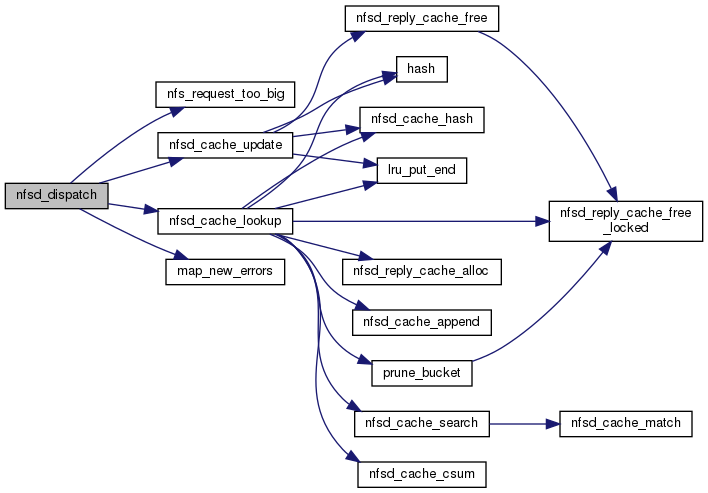 nfsd_reply_cache_free
hash
nfs_request_too_big
nfsd_cache_hash
nfsd_cache_update
lru_put_end
nfsd_dispatch
nfsd_cache_lookup
nfsd_reply_cache_free
_locked
map_new_errors
nfsd_reply_cache_alloc
nfsd_cache_append
prune_bucket
nfsd_cache_search
nfsd_cache_match
nfsd_cache_csum